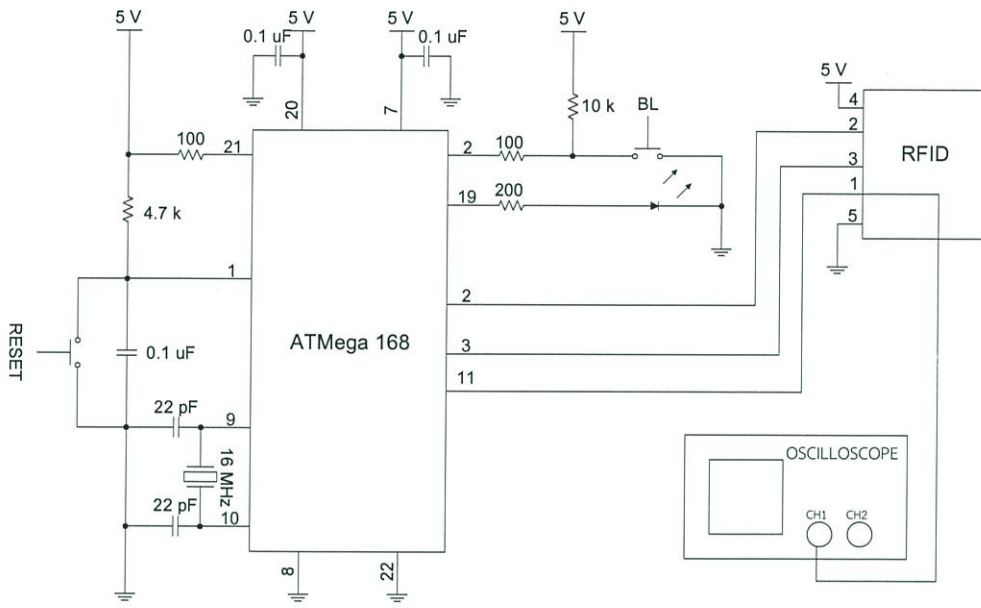 5 V
5 V
5 V
5 V
0.1 uF
0.1 uF
5 V
20
7
10 k
BL
4
2
3
1
5
RFID
100
21
2
100
4.7 k
19
200
1
2
ATMega 168
3
RESET
0.1 uF
11
22 pF
9
16 MHz
OSCILLOSCOPE
22 pF
10
CH1
CH2
8
22